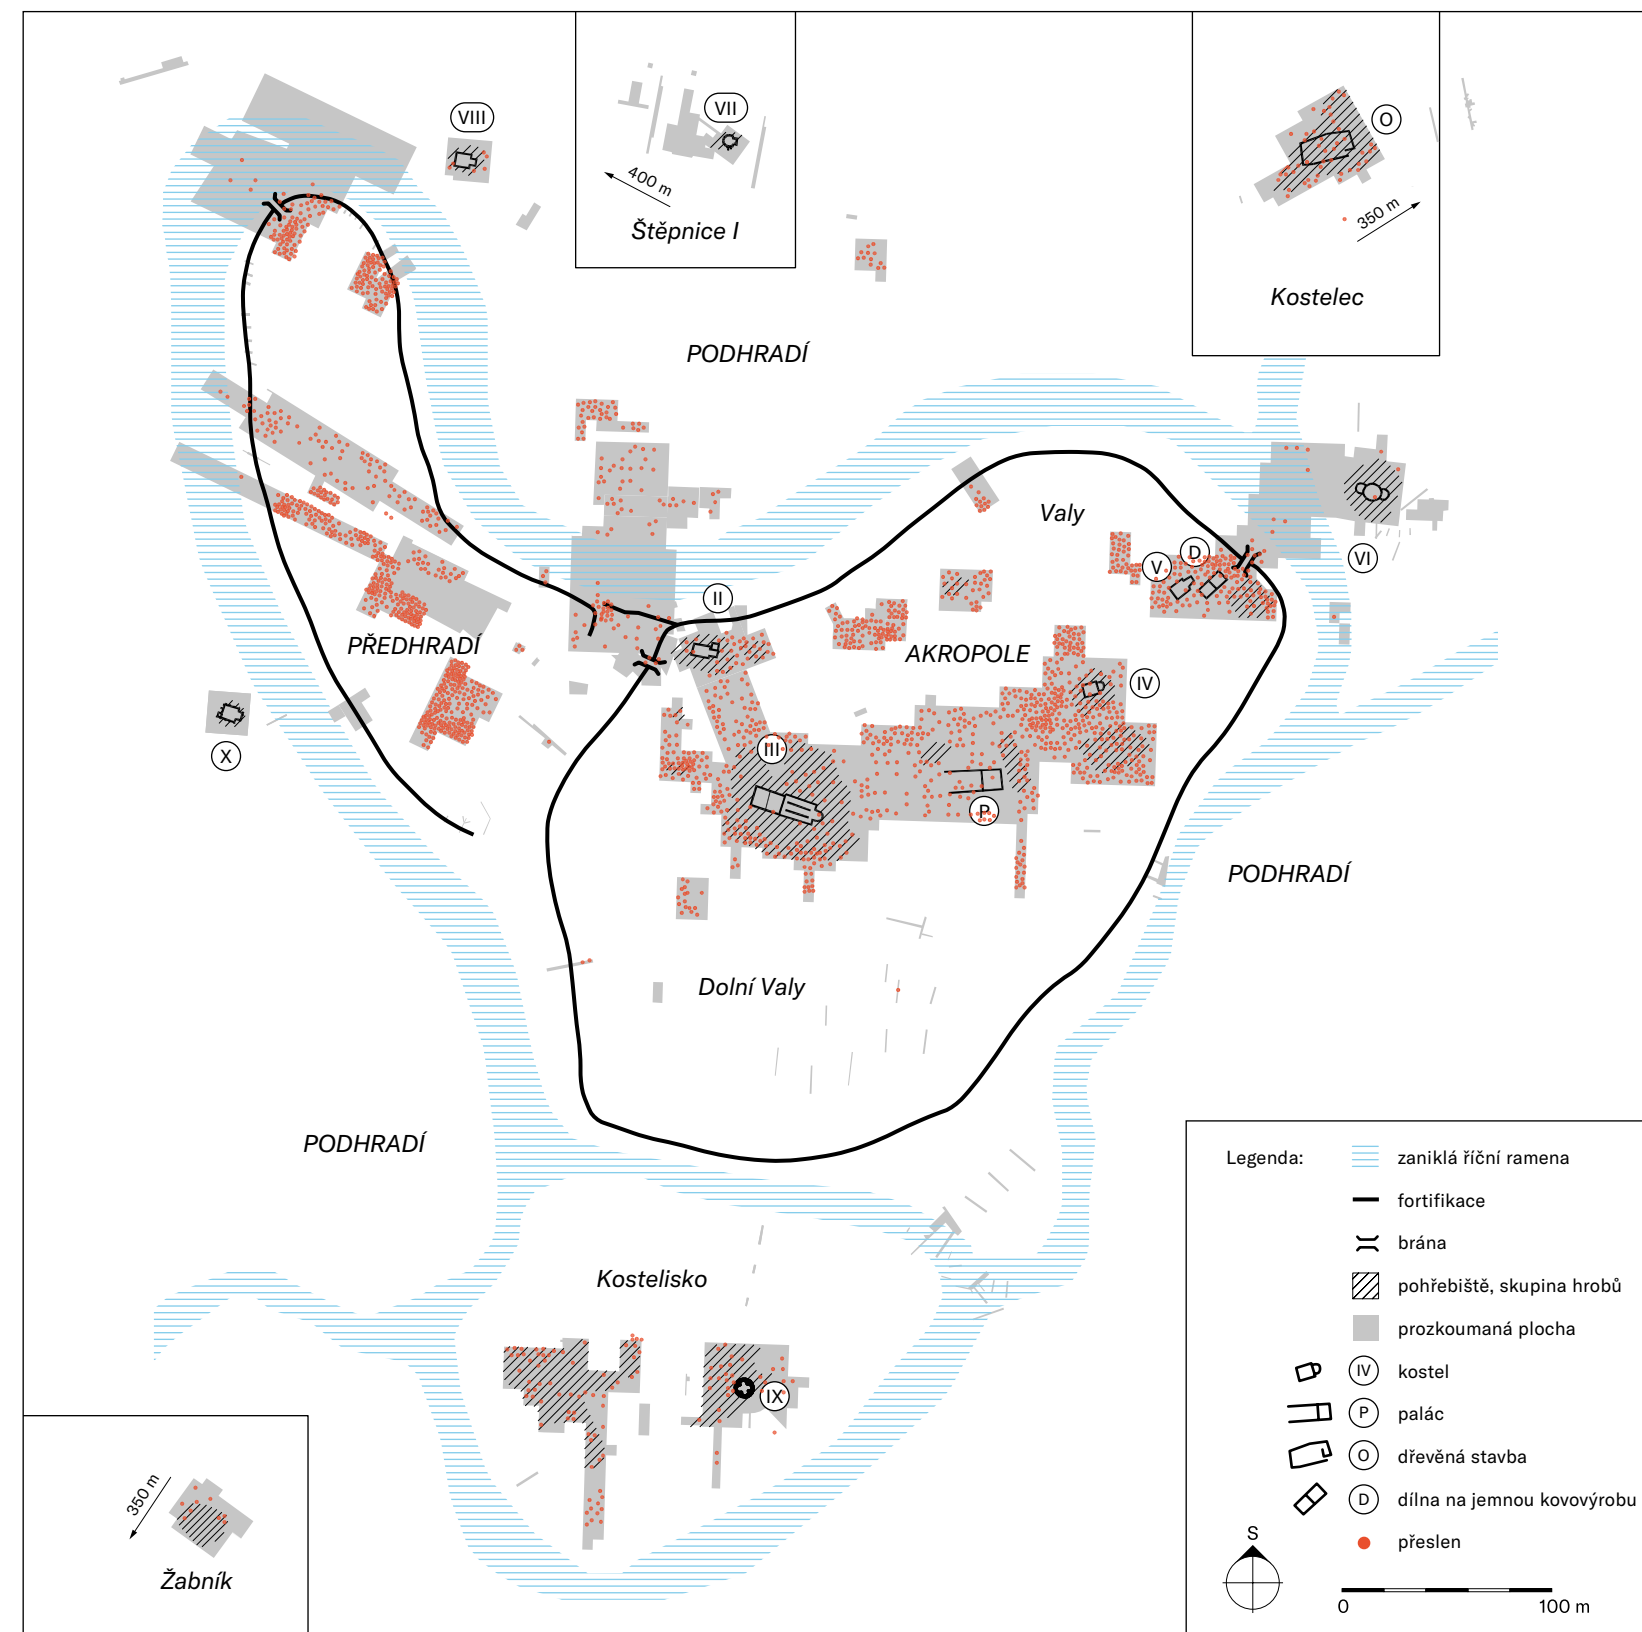 VIII
VII
400 m
Štěpnice I
O
350 m
Kostelec
PODHRADÍ
Valy
V
D
VI
II
PŘEDHRADÍ
AKROPOLE
IV
X
III
P
PODHRADÍ
Dolní Valy
PODHRADÍ
Kostelisko
IX
350 m
Žabník
Legenda:
zaniklá říční ramena
fortifikace
brána
pohřebiště, skupina hrobů
prozkoumaná plocha
IV kostel
P palác
O dřevěná stavba
D dílna na jemnou kovovýrobu
přeslen
S
0 100 m